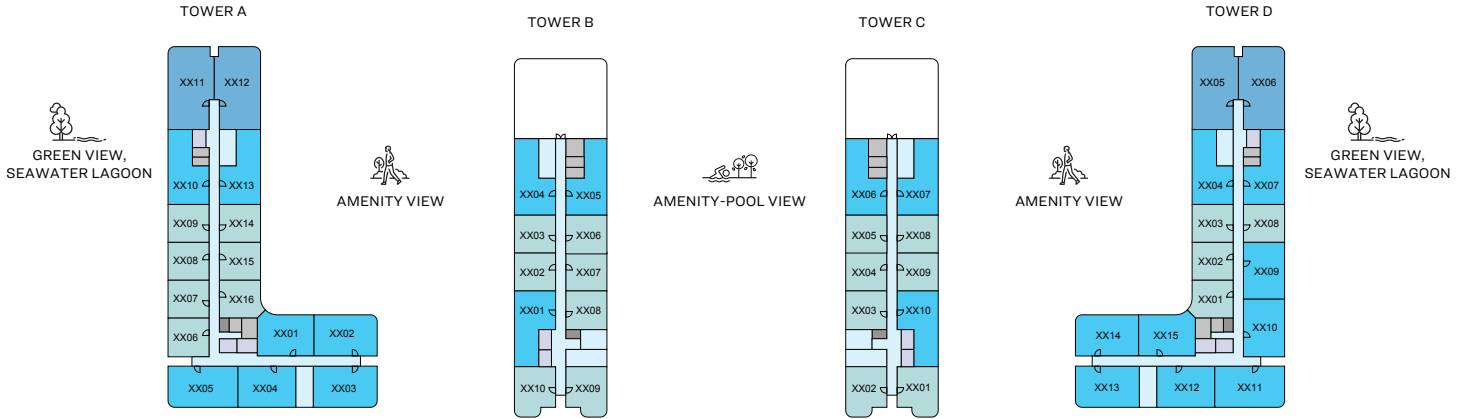 TOWER A
TOWER B
TOWER C
TOWER D
XX11 XX12
XX10 XX13
XX09 XX14
XX08 XX15
XX07 XX16
XX06
XX01 XX02
XX05 XX04 XX03
GREEN VIEW,
SEAWATER LAGOON
AMENITY VIEW
XX04 XX05
XX03 XX06
XX02 XX07
XX01 XX08
XX10 XX09
AMENITY-POOL VIEW
XX06 XX07
XX05 XX08
XX04 XX09
XX03 XX10
XX02 XX01
AMENITY VIEW
XX05 XX06
XX04 XX07
XX03 XX08
XX02 XX09
XX01
XX14 XX15 XX10
XX13 XX12 XX11
GREEN VIEW,
SEAWATER LAGOON